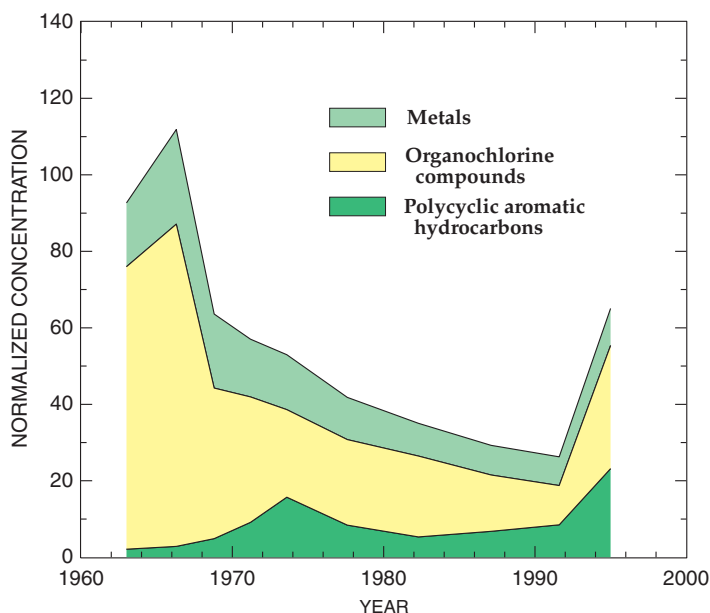 140
120
100
80
60
40
20
0
NORMALIZED CONCENTRATION
Metals
Organochlorine
compounds
Polycyclic aromatic
hydrocarbons
1960 1970 1980 1990 2000
YEAR